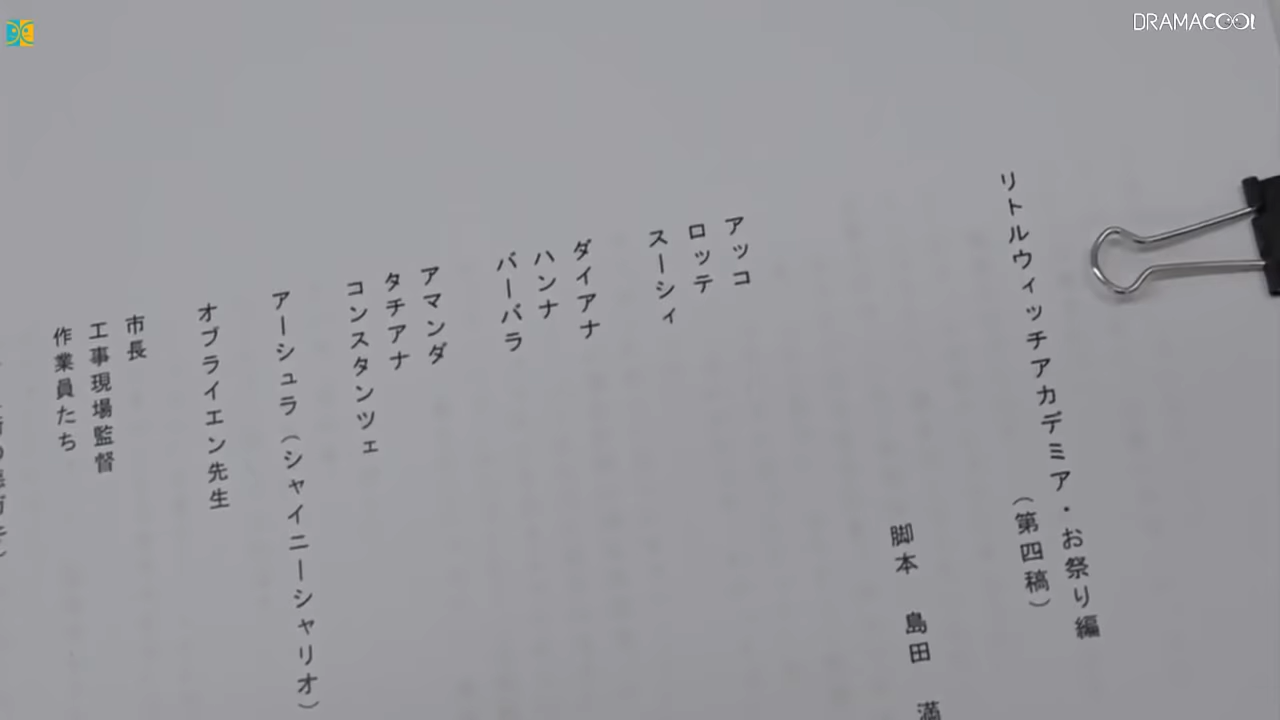 DRAMACOOL
リトルウィッチアカデミア・お祭り編
（第四稿）
脚本　島田　満
アッコ
ロッテ
スーシィ
ダイアナ
ハンナ
バーバラ
アマンダ
タチアナ
コンスタンツェ
アーシュラ（シャイニーシャリオ）
オブライエン先生
市長
工事現場監督
作業員たち